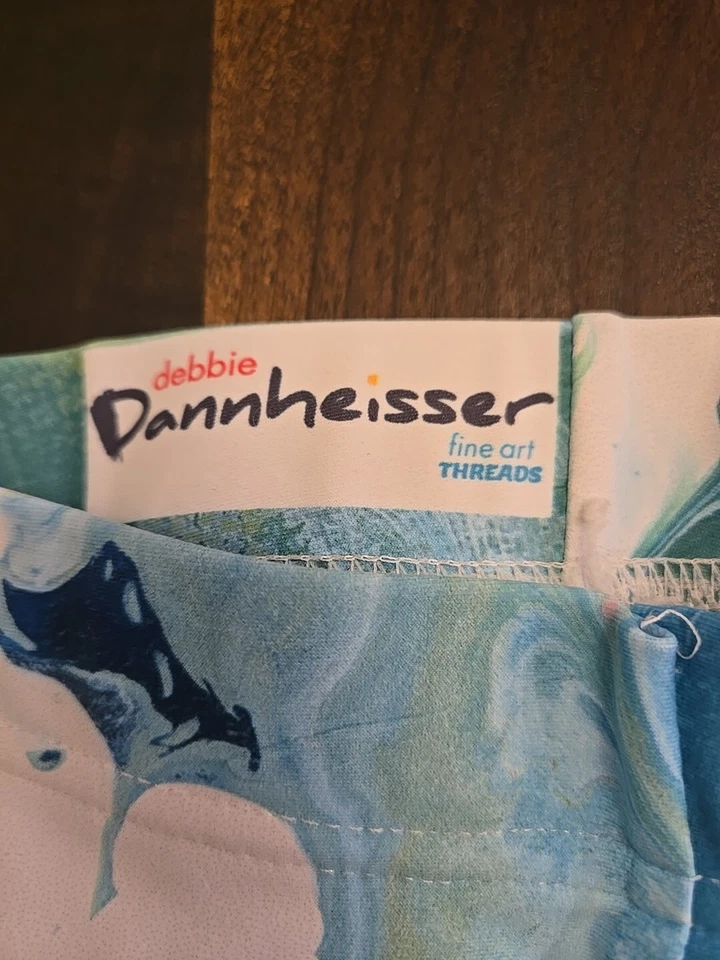 debbie
Dannheisser
fine art
THREADS